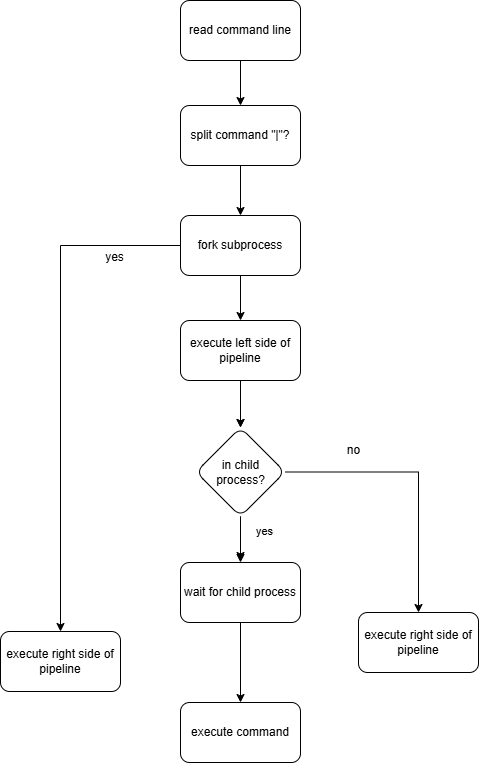 read command line
split command "|"?
fork subprocess
yes
execute left side of
pipeline
in child
process?
no
yes
wait for child process
execute right side of
pipeline
execute right side of
pipeline
execute command